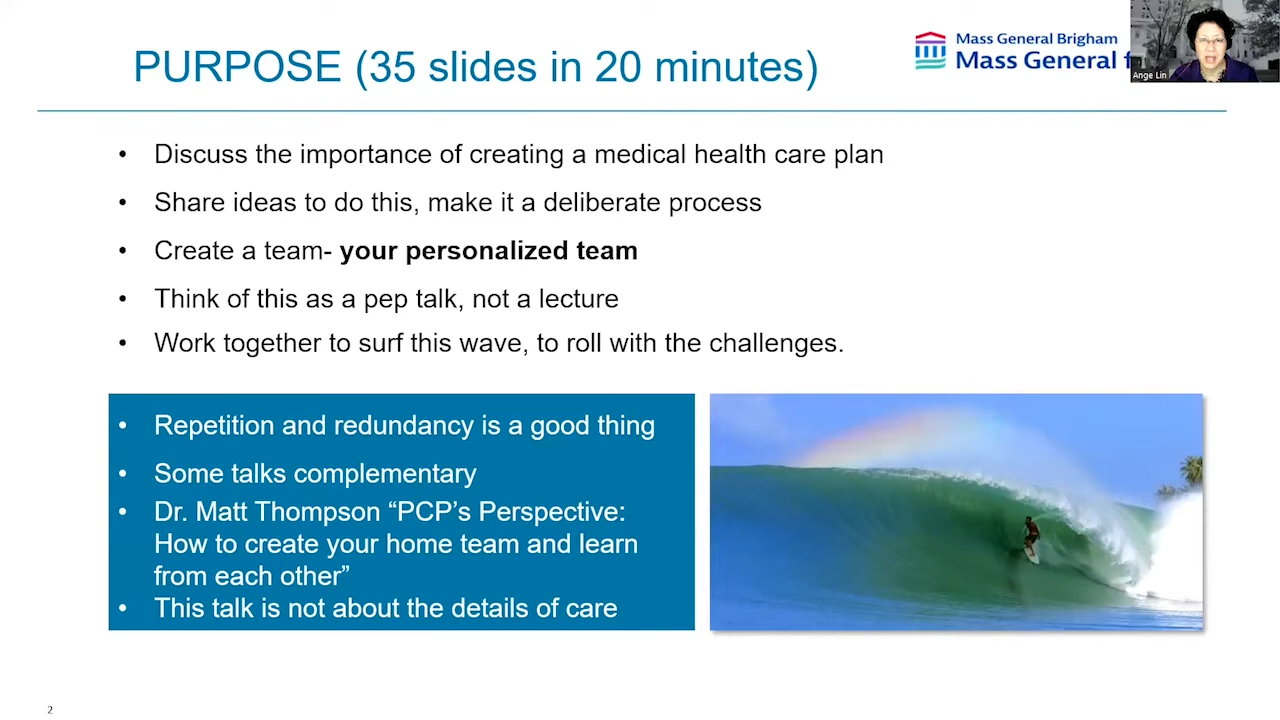 PURPOSE (35 slides in 20 minutes)
Mass General Brigham
Mass General f
Ange Lin
• Discuss the importance of creating a medical health care plan
• Share ideas to do this, make it a deliberate process
• Create a team- your personalized team
• Think of this as a pep talk, not a lecture
• Work together to surf this wave, to roll with the challenges.
• Repetition and redundancy is a good thing
• Some talks complementary
• Dr. Matt Thompson “PCP’s Perspective:
How to create your home team and learn
from each other”
• This talk is not about the details of care
2